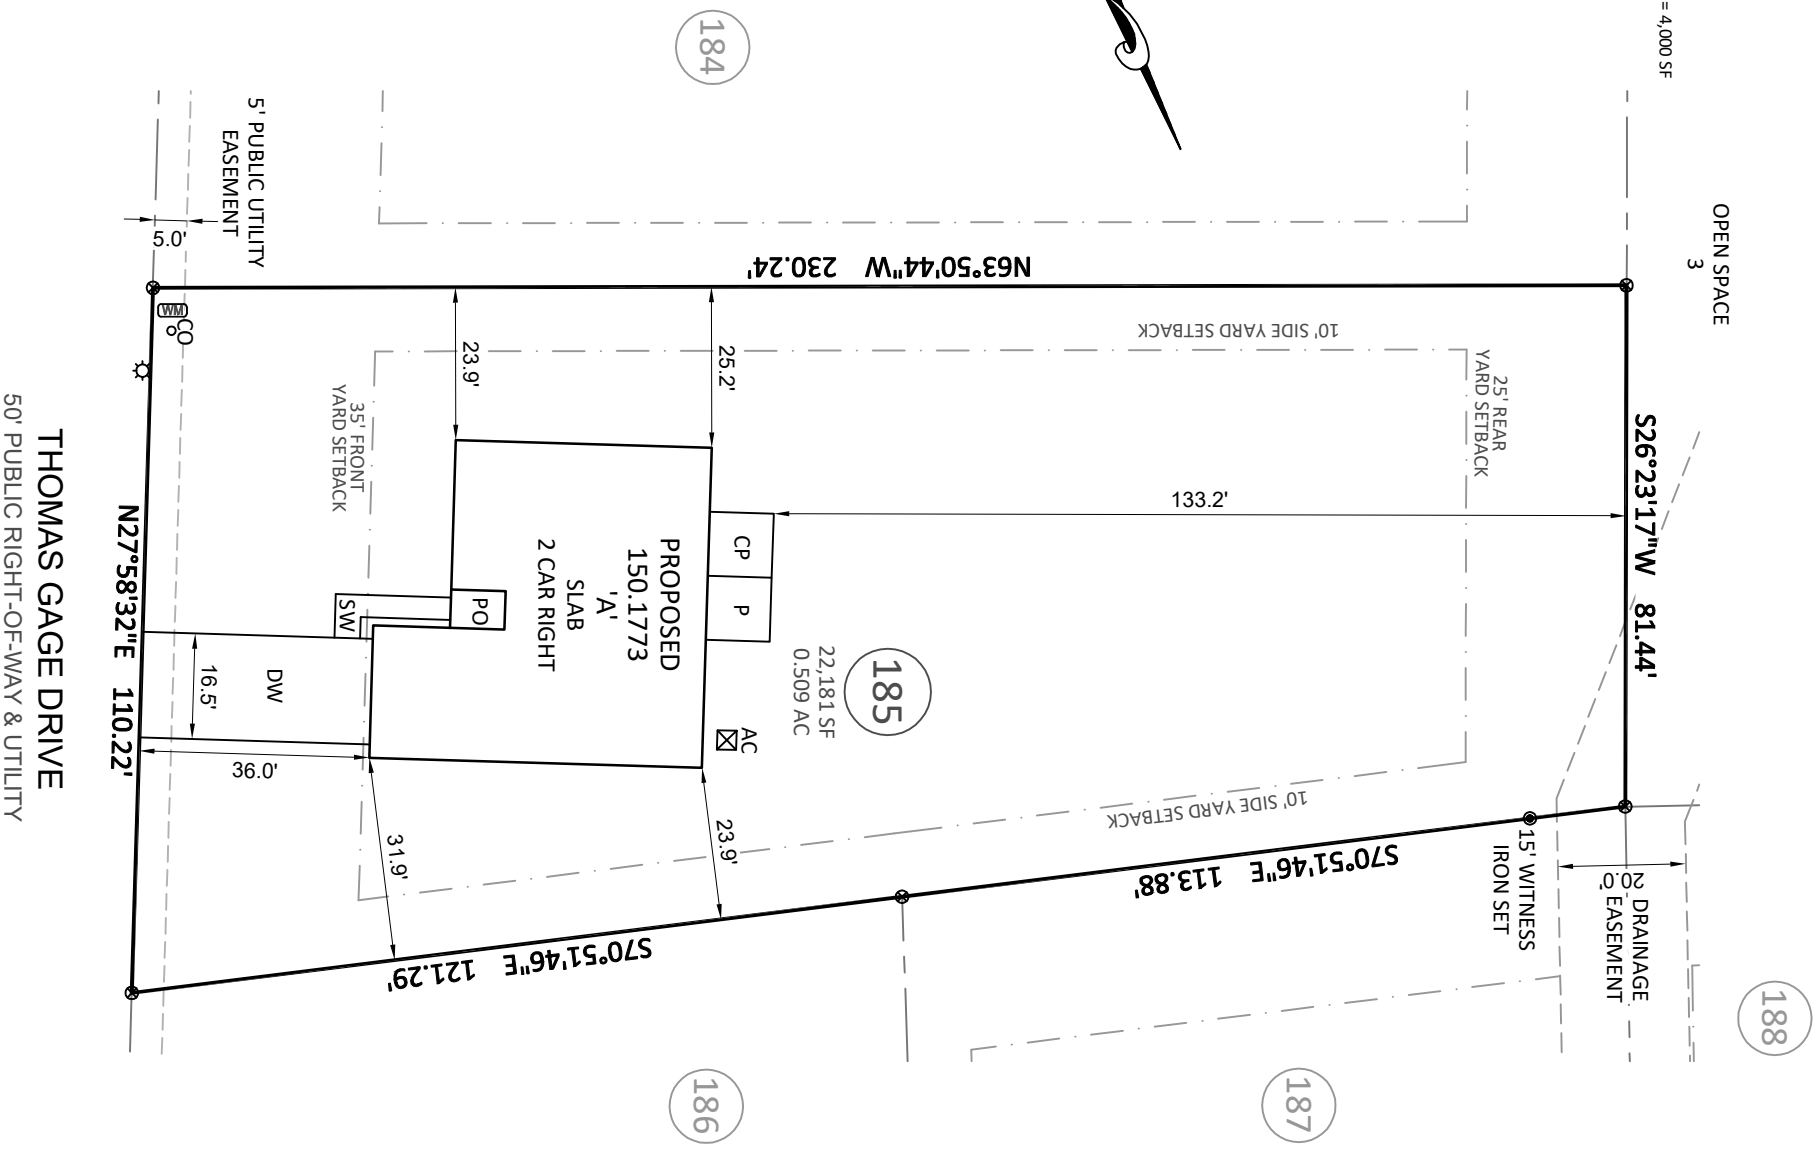 = 4,000 SF
184
OPEN SPACE
3
5' PUBLIC UTILITY
EASEMENT
5.0'
N63°50'44"W 230.24'
10' SIDE YARD SETBACK
WM
CO
23.9'
25.2'
25' REAR
YARD SETBACK
35' FRONT
YARD SETBACK
S26°23'17"W 81.44'
133.2'
PROPOSED
150.1773
'A'
SLAB
2 CAR RIGHT
CP
P
PO
SW
DW
16.5'
36.0'
185
22,181 SF
0.509 AC
AC
N27°58'32"E 110.22'
THOMAS GAGE DRIVE
50' PUBLIC RIGHT-OF-WAY & UTILITY
31.9'
23.9'
10' SIDE YARD SETBACK
S70°51'46"E 113.88'
S70°51'46"E 121.29'
15' WITNESS
IRON SET
20.0'
DRAINAGE
EASEMENT
186
187
188